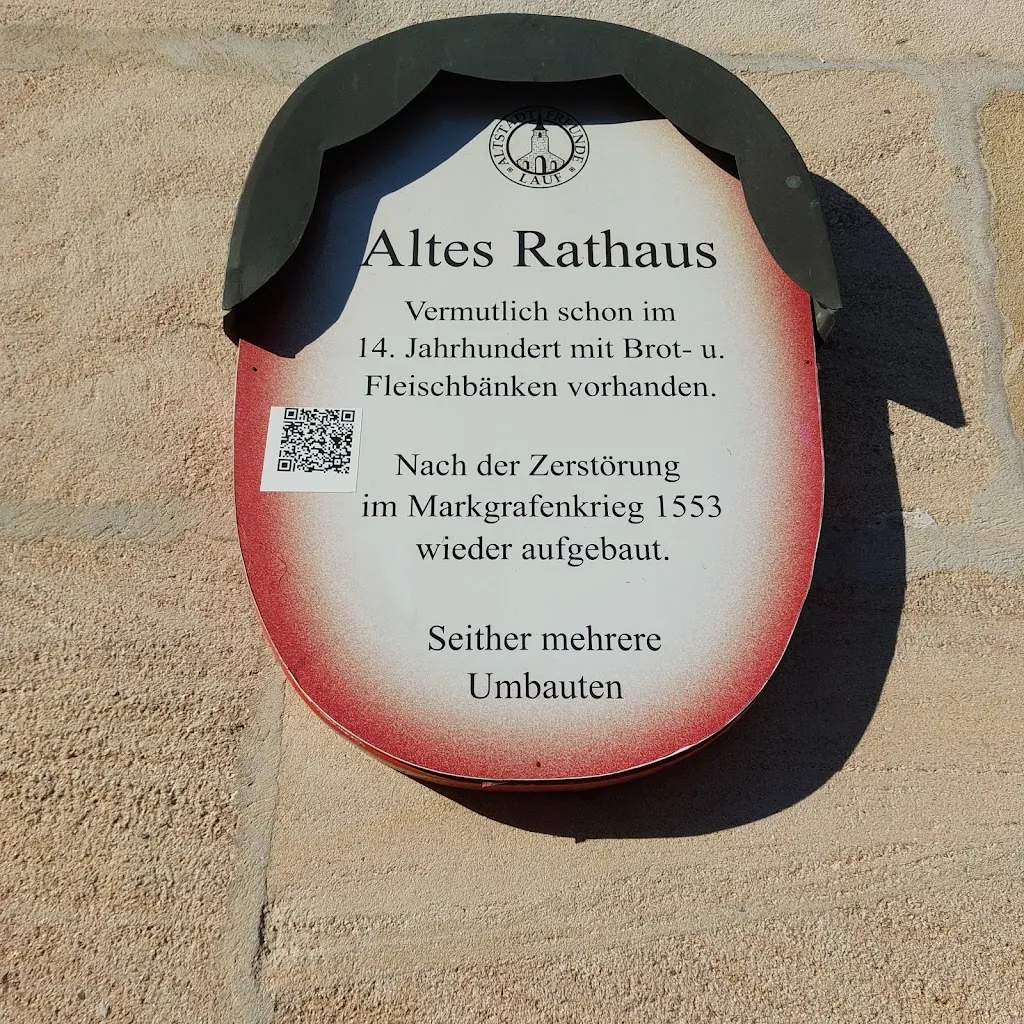 ALTSTADTFREUNDE
LAUF
Altes Rathaus
Vermutlich schon im
14. Jahrhundert mit Brot- u.
Fleischbänken vorhanden.
Nach der Zerstörung
im Markgrafenkrieg 1553
wieder aufgebaut.
Seither mehrere
Umbauten